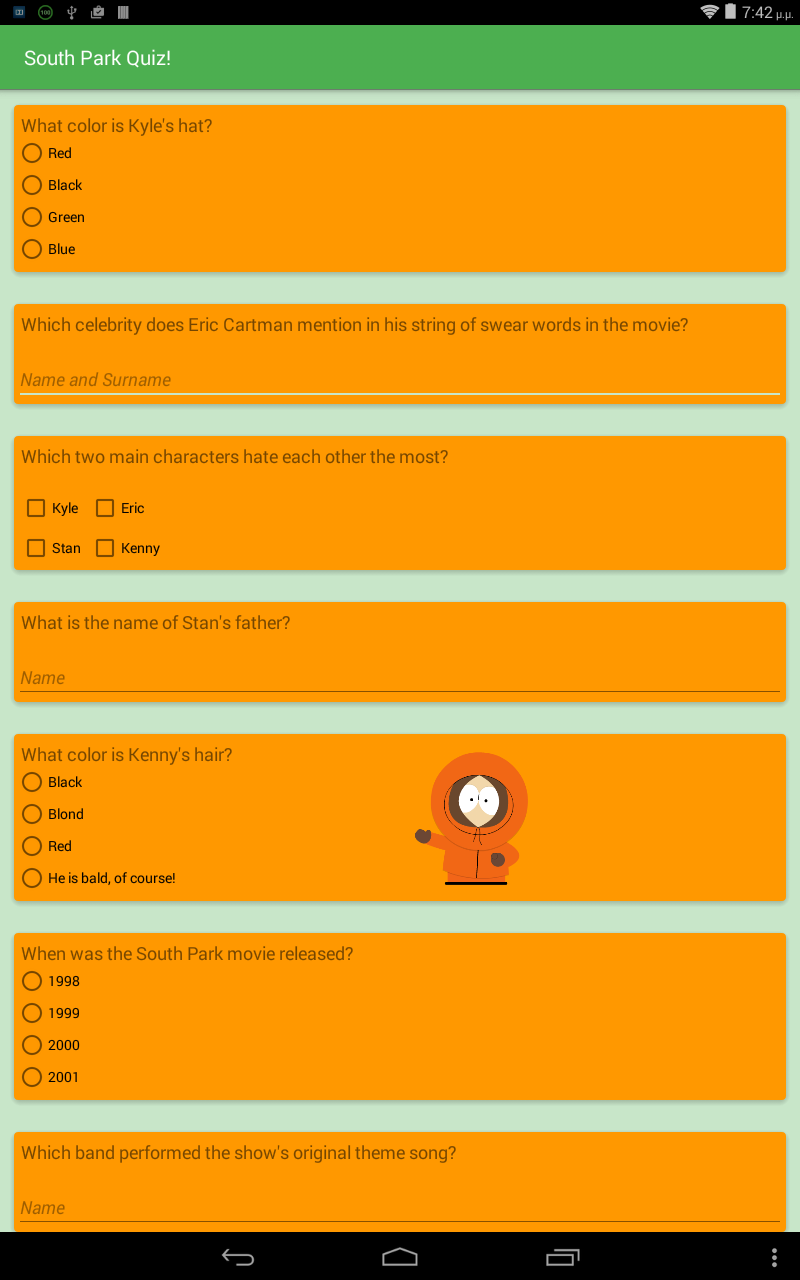 7:42 μ.μ.
South Park Quiz!
What color is Kyle's hat?
Red
Black
Green
Blue
Which celebrity does Eric Cartman mention in his string of swear words in the movie?
Name and Surname
Which two main characters hate each other the most?
Kyle Eric
Stan Kenny
What is the name of Stan's father?
Name
What color is Kenny's hair?
Black
Blond
Red
He is bald, of course!
When was the South Park movie released?
1998
1999
2000
2001
Which band performed the show's original theme song?
Name